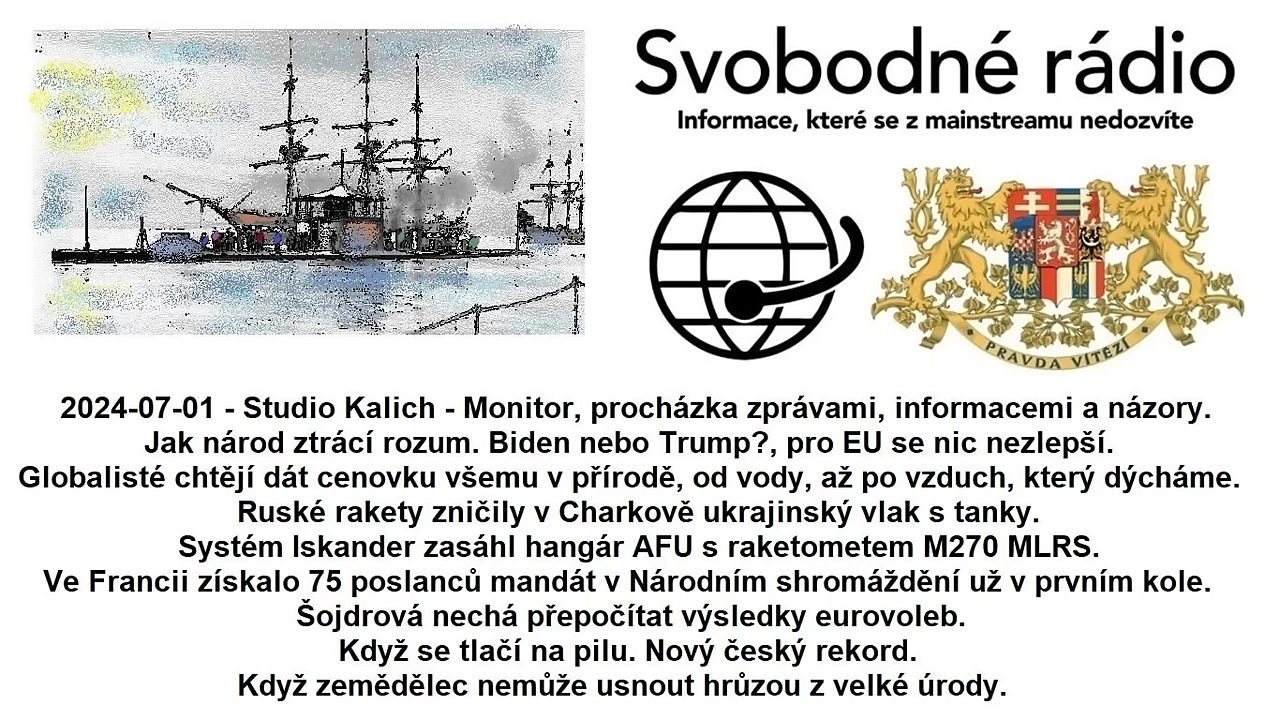 Svobodné rádio
Informace, které se z mainstreamu nedozvíte
PRAVDA VÍTĚZÍ
2024-07-01 - Studio Kalich - Monitor, procházka zprávami, informacemi a názory.
Jak národ ztrácí rozum. Biden nebo Trump?, pro EU se nic nezlepší.
Globalisté chtějí dát cenovku všemu v přírodě, od vody, až po vzduch, který dýcháme.
Ruské rakety zničily v Charkově ukrajinský vlak s tanky.
Systém Iskander zasáhl hangár AFU s raketometem M270 MLRS.
Ve Francii získalo 75 poslanců mandát v Národním shromáždění už v prvním kole.
Šojdrová nechá přepočítat výsledky eurovoleb.
Když se tlačí na pilu. Nový český rekord.
Když zemědělec nemůže usnout hrůzou z velké úrody.